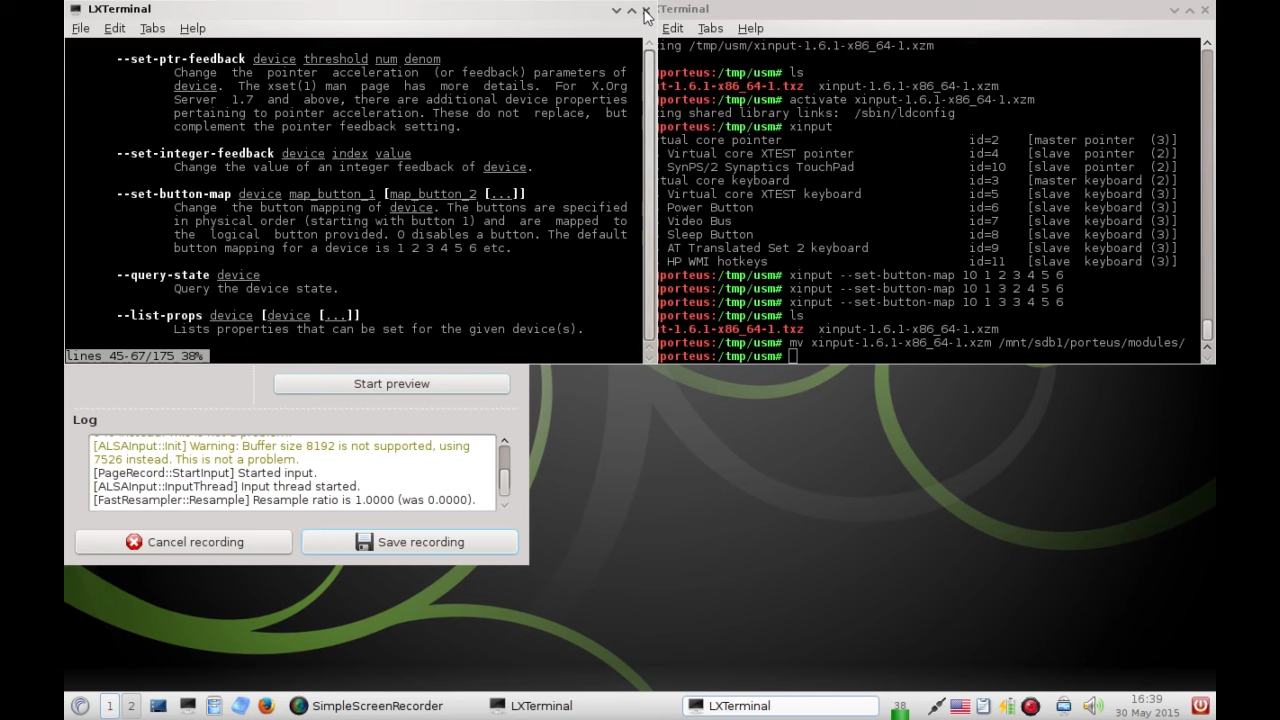 LXTerminal
File Edit Tabs Help
--set-ptr-feedback device threshold num denom
Change the pointer acceleration (or feedback) parameters of
device. The xset(1) man page has more details. For X.Org
Server 1.7 and above, there are additional device properties
pertaining to pointer acceleration. These do not replace, but
complement the pointer feedback setting.
--set-integer-feedback device index value
Change the value of an integer feedback of device.
--set-button-map device map_button_1 [map_button_2 [...]]
Change the button mapping of device. The buttons are specified
in physical order (starting with button 1) and are mapped to
the logical button provided. 0 disables a button. The default
button mapping for a device is 1 2 3 4 5 6 etc.
--query-state device
Query the device state.
--list-props device [device [...]]
Lists properties that can be set for the given device(s).
lines 45-67/175 38%
XTerminal
Edit Tabs Help
ing /tmp/usm/xinput-1.6.1-x86_64-1.xzm
porteus:/tmp/usm# ls
t-1.6.1-x86_64-1.txz xinput-1.6.1-x86_64-1.xzm
porteus:/tmp/usm# activate xinput-1.6.1-x86_64-1.xzm
ing shared library links: /sbin/ldconfig
porteus:/tmp/usm# xinput
tual core pointer id=2 [master pointer (3)]
Virtual core XTEST pointer id=4 [slave pointer (2)]
SynPS/2 Synaptics TouchPad id=10 [slave pointer (2)]
tual core keyboard id=3 [master keyboard (2)]
Virtual core XTEST keyboard id=5 [slave keyboard (3)]
Power Button id=6 [slave keyboard (3)]
Video Bus id=7 [slave keyboard (3)]
Sleep Button id=8 [slave keyboard (3)]
AT Translated Set 2 keyboard id=9 [slave keyboard (3)]
HP WMI hotkeys id=11 [slave keyboard (3)]
porteus:/tmp/usm# xinput --set-button-map 10 1 2 3 4 5 6
porteus:/tmp/usm# xinput --set-button-map 10 1 3 2 4 5 6
porteus:/tmp/usm# xinput --set-button-map 10 1 3 3 4 5 6
porteus:/tmp/usm# ls
t-1.6.1-x86_64-1.txz xinput-1.6.1-x86_64-1.xzm
porteus:/tmp/usm# mv xinput-1.6.1-x86_64-1.xzm /mnt/sdb1/porteus/modules/
porteus:/tmp/usm#
Start preview
Log
[ALSAInput::Init] Warning: Buffer size 8192 is not supported, using
7526 instead. This is not a problem.
[PageRecord::StartInput] Started input.
[ALSAInput::InputThread] Input thread started.
[FastResampler::Resample] Resample ratio is 1.0000 (was 0.0000).
Cancel recording
Save recording
1 2 SimpleScreenRecorder LXTerminal LXTerminal 38 16:39
30 May 2015